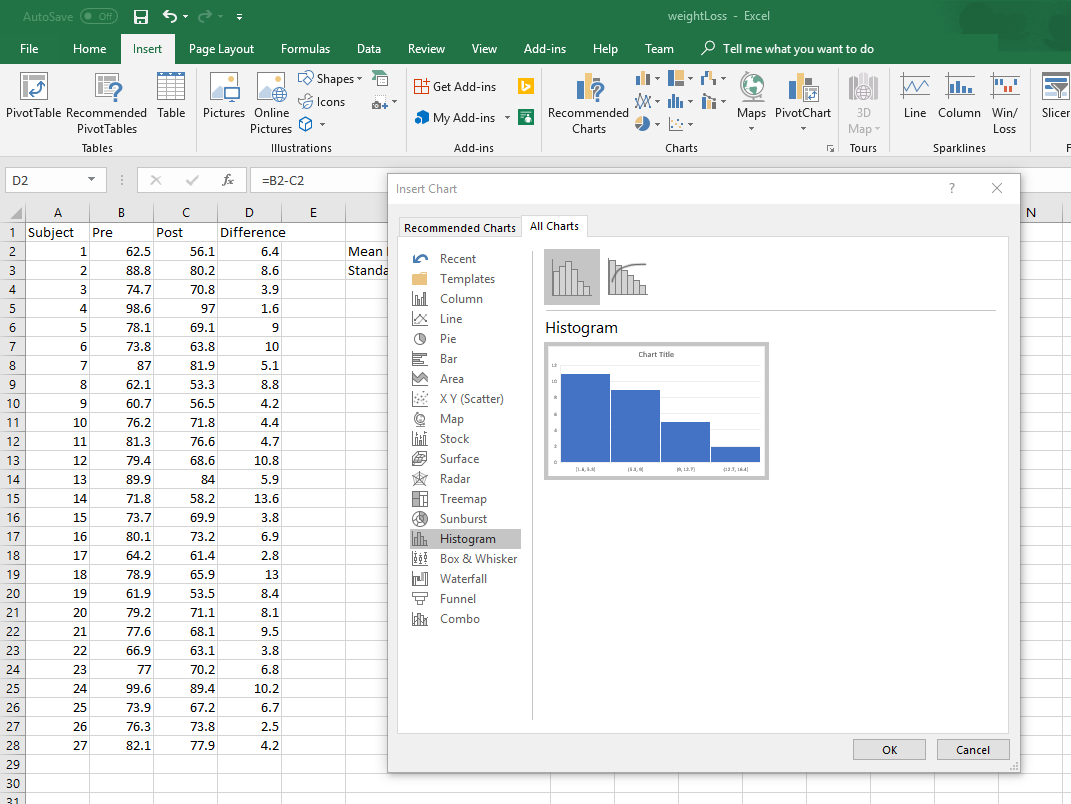 AutoSave Off weightLoss - Excel
File Home Insert Page Layout Formulas Data Review View Add-ins Help Team Tell me what you want to do
PivotTable Recommended PivotTables Table
Tables
Pictures Online Pictures Shapes
Icons
Illustrations
Get Add-ins
My Add-ins
Add-ins
Recommended Charts
Maps PivotChart
Charts
3D Map
Tours
Line Column Win/Loss
Sparklines
Slicer
F
D2 fx =B2-C2
A B C D E N
1 Subject Pre Post Difference
2 1 62.5 56.1 6.4 Mean
3 2 88.8 80.2 8.6 Standa
4 3 74.7 70.8 3.9
5 4 98.6 97 1.6
6 5 78.1 69.1 9
7 6 73.8 63.8 10
8 7 87 81.9 5.1
9 8 62.1 53.3 8.8
10 9 60.7 56.5 4.2
11 10 76.2 71.8 4.4
12 11 81.3 76.6 4.7
13 12 79.4 68.6 10.8
14 13 89.9 84 5.9
15 14 71.8 58.2 13.6
16 15 73.7 69.9 3.8
17 16 80.1 73.2 6.9
18 17 64.2 61.4 2.8
19 18 78.9 65.9 13
20 19 61.9 53.5 8.4
21 20 79.2 71.1 8.1
22 21 77.6 68.1 9.5
23 22 66.9 63.1 3.8
24 23 77 70.2 6.8
25 24 99.6 89.4 10.2
26 25 73.9 67.2 6.7
27 26 76.3 73.8 2.5
28 27 82.1 77.9 4.2
29
30
31
Insert Chart ?
Recommended Charts All Charts
Recent
Templates
Column
Line
Pie
Bar
Area
X Y (Scatter)
Map
Stock
Surface
Radar
Treemap
Sunburst
Histogram
Box & Whisker
Waterfall
Funnel
Combo
Histogram
Chart Title
12
10
8
6
4
2
0
[1.6, 5.3] (5.3, 9] (9, 12.7] (12.7, 16.4]
OK Cancel